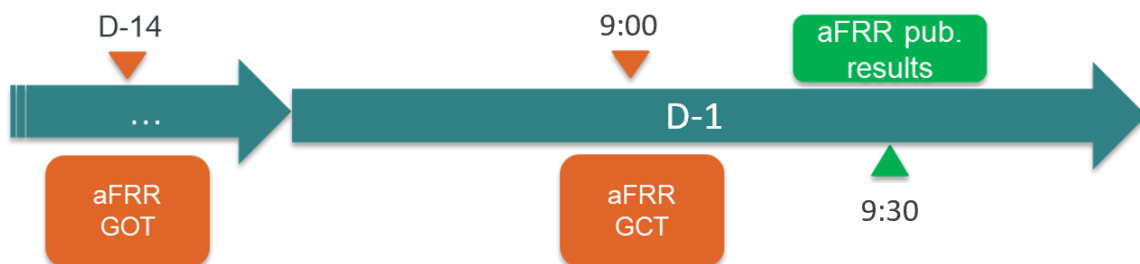 D-14
9:00
aFRR pub.
results
...
D-1
aFRR
GOT
aFRR
GCT
9:30